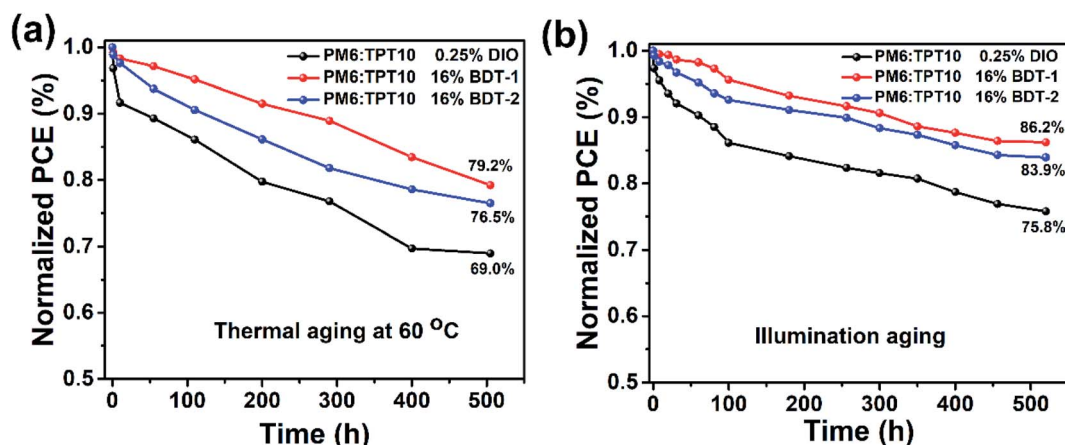 (a)
Normalized PCE (%)
1.0
0.9
0.8
0.7
0.6
0.5
PM6:TPT10 0.25% DIO
PM6:TPT10 16% BDT-1
PM6:TPT10 16% BDT-2
79.2%
76.5%
69.0%
Thermal aging at 60 °C
0 100 200 300 400 500
Time (h)
(b)
Normalized PCE (%)
1.0
0.9
0.8
0.7
0.6
0.5
PM6:TPT10 0.25% DIO
PM6:TPT10 16% BDT-1
PM6:TPT10 16% BDT-2
86.2%
83.9%
75.8%
Illumination aging
0 100 200 300 400 500
Time (h)